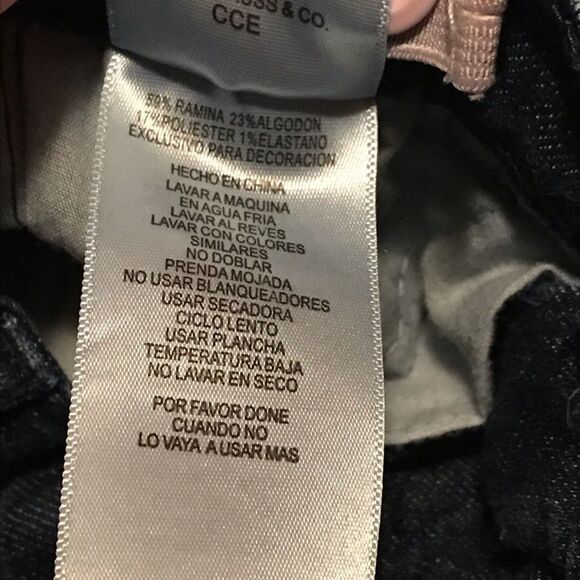 & CO.
CCE
59% RAMINA 23%ALGODON
17%POLIESTER 1%ELASTANO
EXCLUSIVO PARA DECORACION
HECHO EN CHINA
LAVAR A MAQUINA
EN AGUA FRIA
LAVAR AL REVES
LAVAR CON COLORES
SIMILARES
NO DOBLAR
PRENDA MOJADA
NO USAR BLANQUEADORES
USAR SECADORA
CICLO LENTO
USAR PLANCHA
TEMPERATURA BAJA
NO LAVAR EN SECO
POR FAVOR DONE
CUANDO NO
LO VAYA A USAR MAS